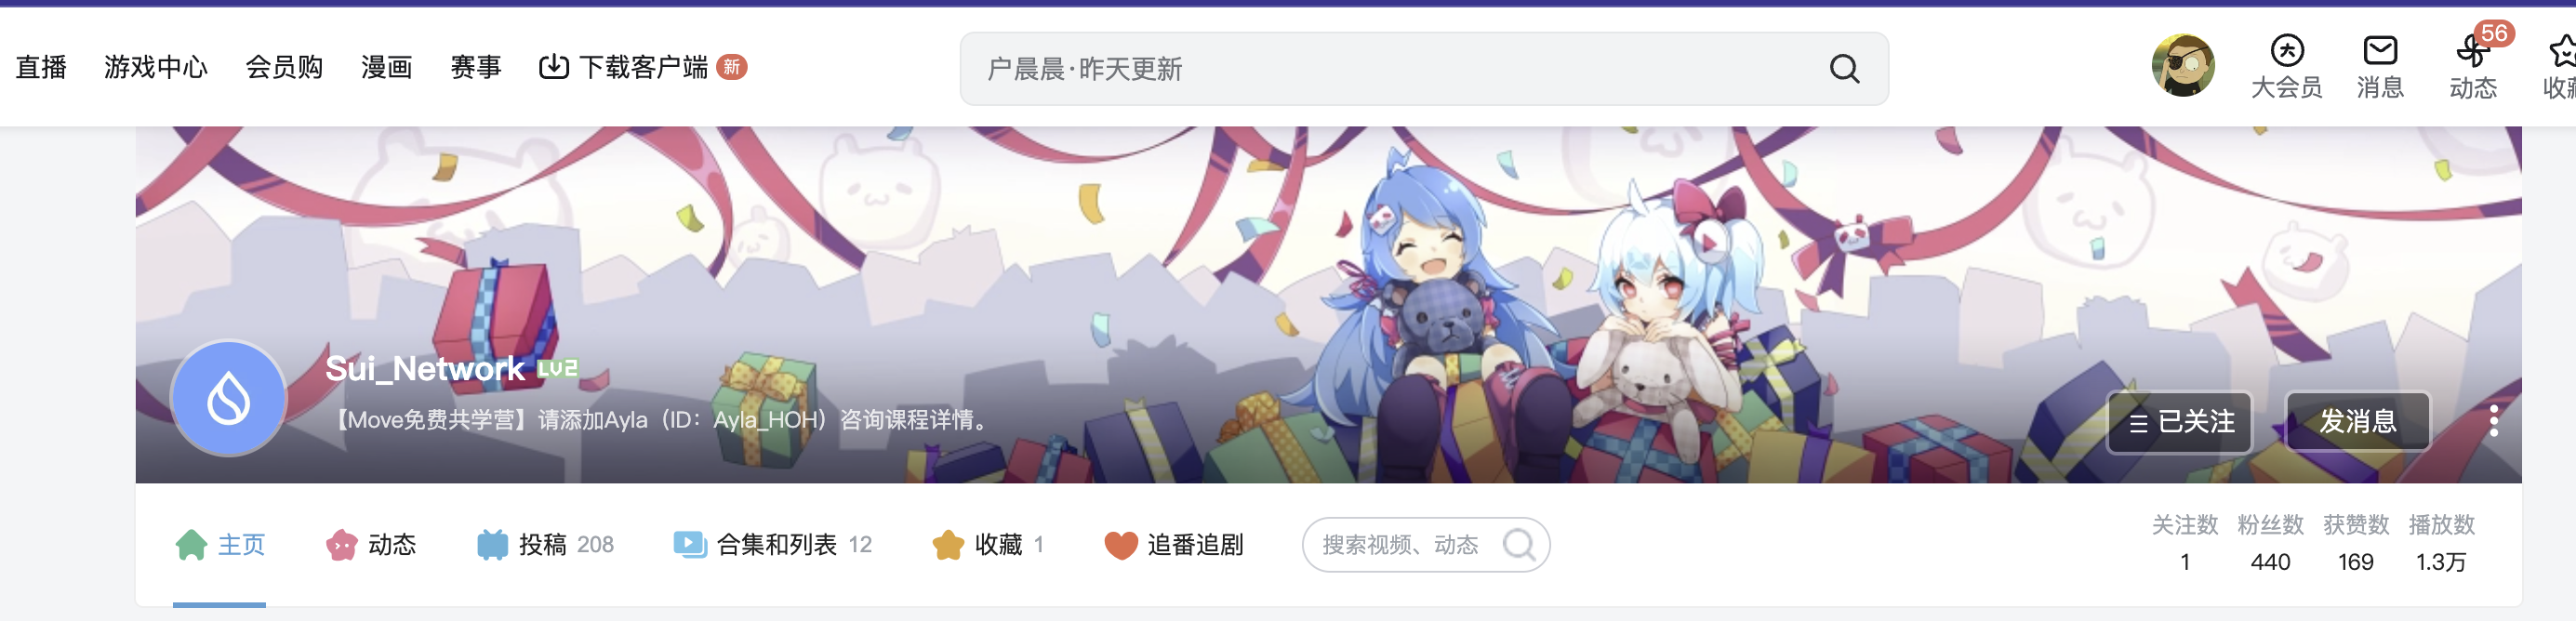 直播 游戏中心 会员购 漫画 赛事 下载客户端 新
户晨晨·昨天更新
大会员 消息 56 动态
Sui_Network LV2
【Move免费共学营】请添加Ayla（ID：Ayla_HOH）咨询课程详情。
已关注 发消息
主页 动态 投稿 208 合集和列表 12 收藏 1 追番追剧 搜索视频、动态
关注数 粉丝数 获赞数 播放数
1 440 169 1.3万